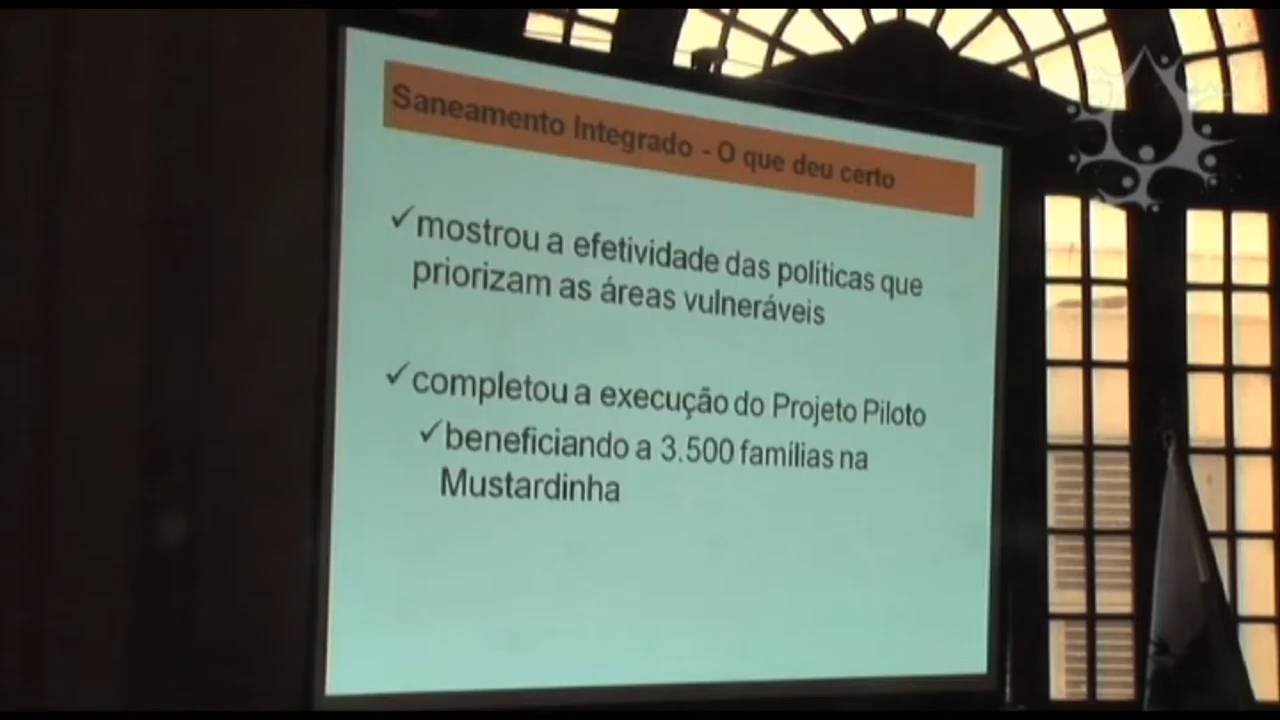 Saneamento Integrado - O que deu certo
✓mostrou a efetividade das políticas que
priorizam as áreas vulneráveis
✓completou a execução do Projeto Piloto
✓beneficiando a 3.500 famílias na
Mustardinha